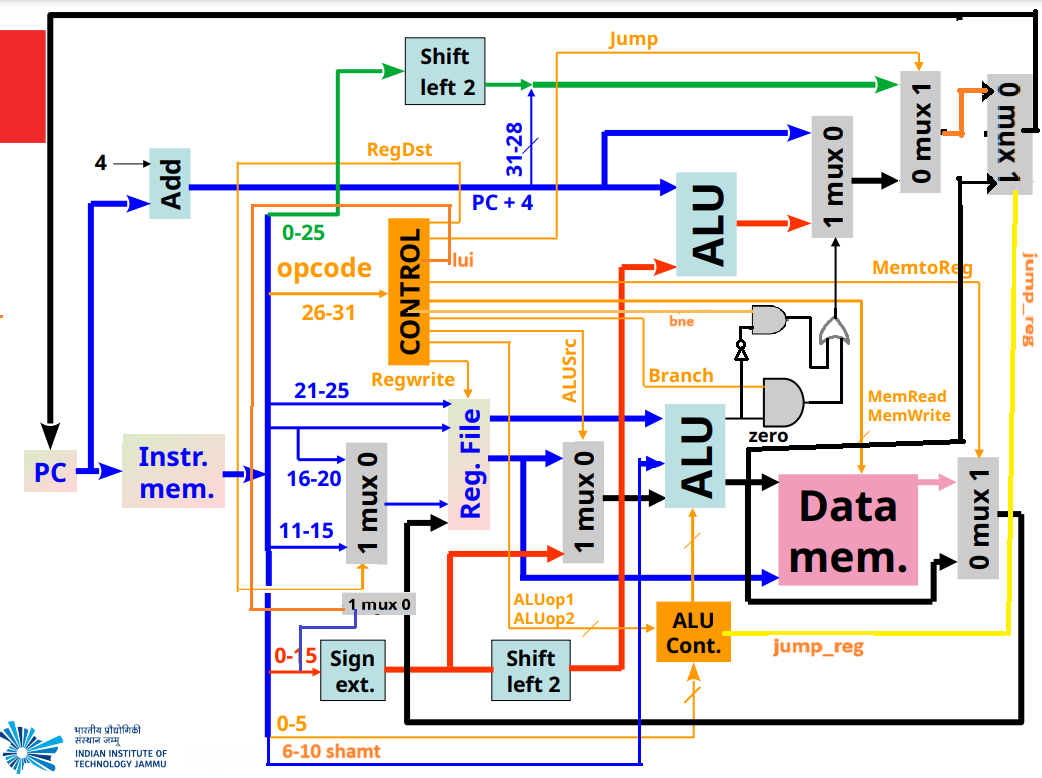 Jump
Shift
left 2
0 mux 1
0 mux 1
31-28
1 mux 0
RegDst
4
Add
PC + 4
ALU
0-25
lui
opcode
CONTROL
MemtoReg
jump_reg
26-31
bne
ALUSrc
Regwrite
Branch
21-25
MemRead
MemWrite
Reg. File
ALU
zero
PC
Instr.
mem.
16-20
1 mux 0
1 mux 0
0 mux 1
Data
mem.
11-15
1 mux 0
ALUop1
ALUop2
ALU
Cont.
jump_reg
0-15
Sign
ext.
Shift
left 2
0-5
6-10 shamt
भारतीय प्रौद्योगिकी
संस्थान जम्मू
INDIAN INSTITUTE OF
TECHNOLOGY JAMMU